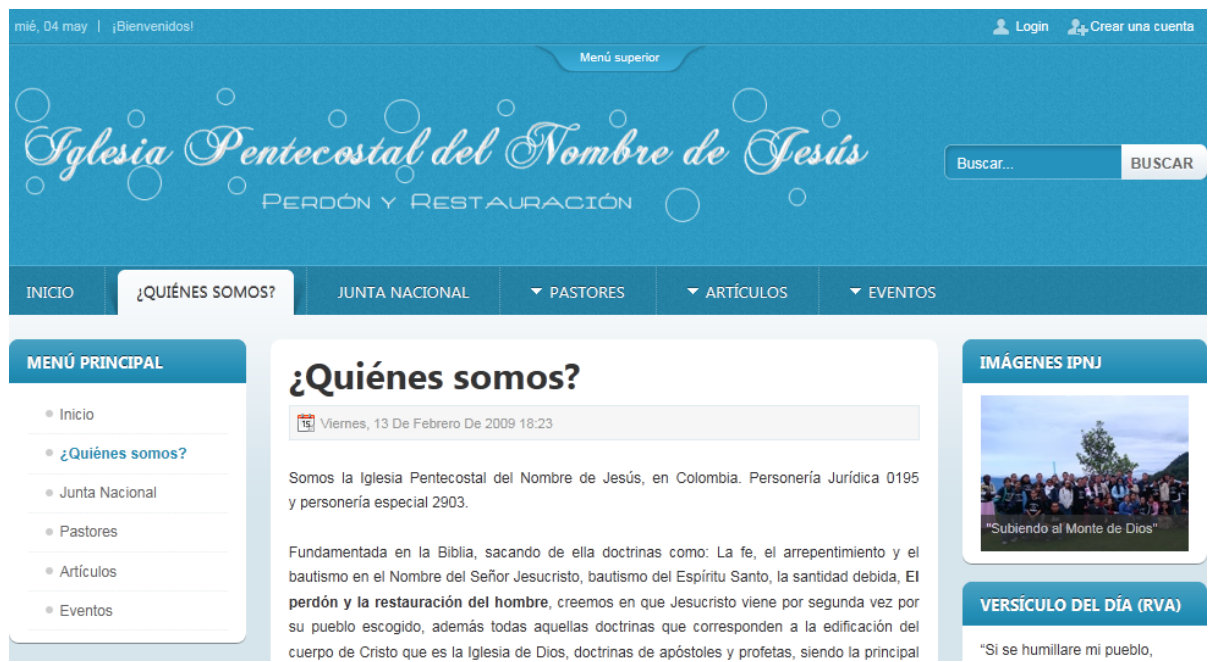 mié, 04 may | ¡Bienvenidos!
Login
Crear una cuenta
Menú superior
Iglesia Pentecostal del Nombre de Jesús
PERDÓN Y RESTAURACIÓN
Buscar...
BUSCAR
INICIO
¿QUIÉNES SOMOS?
JUNTA NACIONAL
PASTORES
ARTÍCULOS
EVENTOS
MENÚ PRINCIPAL
Inicio
¿Quiénes somos?
Junta Nacional
Pastores
Artículos
Eventos
¿Quiénes somos?
15
Viernes, 13 De Febrero De 2009 18:23
Somos la Iglesia Pentecostal del Nombre de Jesús, en Colombia. Personería Jurídica 0195
y personería especial 2903.
Fundamentada en la Biblia, sacando de ella doctrinas como: La fe, el arrepentimiento y el
bautismo en el Nombre del Señor Jesucristo, bautismo del Espíritu Santo, la santidad debida, El
perdón y la restauración del hombre, creemos en que Jesucristo viene por segunda vez por
su pueblo escogido, además todas aquellas doctrinas que corresponden a la edificación del
cuerpo de Cristo que es la Iglesia de Dios, doctrinas de apóstoles y profetas, siendo la principal
IMÁGENES IPNJ
"Subiendo al Monte de Dios"
VERSÍCULO DEL DÍA (RVA)
“Si se humillare mi pueblo,